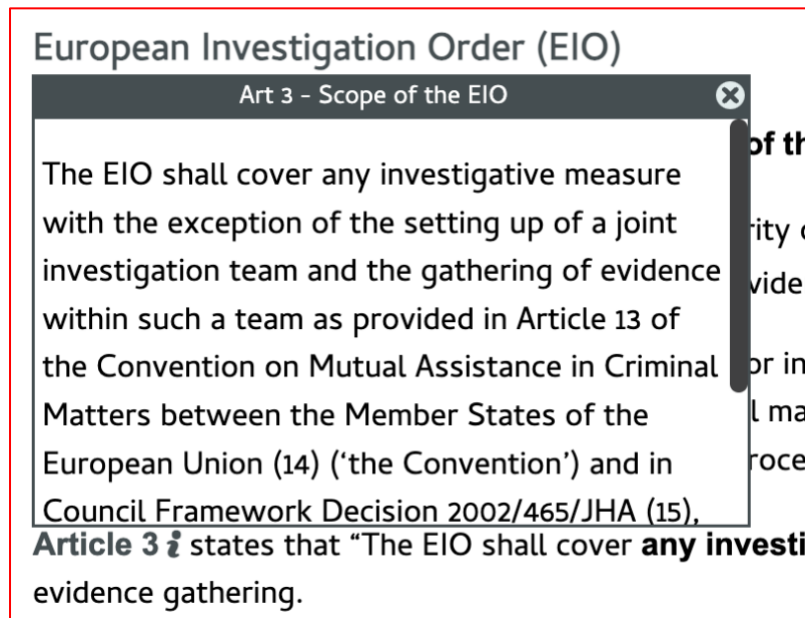 European Investigation Order (EIO)
Art 3 – Scope of the EIO
The EIO shall cover any investigative measure
with the exception of the setting up of a joint
investigation team and the gathering of evidence
within such a team as provided in Article 13 of
the Convention on Mutual Assistance in Criminal
Matters between the Member States of the
European Union (14) (‘the Convention’) and in
Council Framework Decision 2002/465/JHA (15),
Article 3 i states that “The EIO shall cover any investi
evidence gathering.